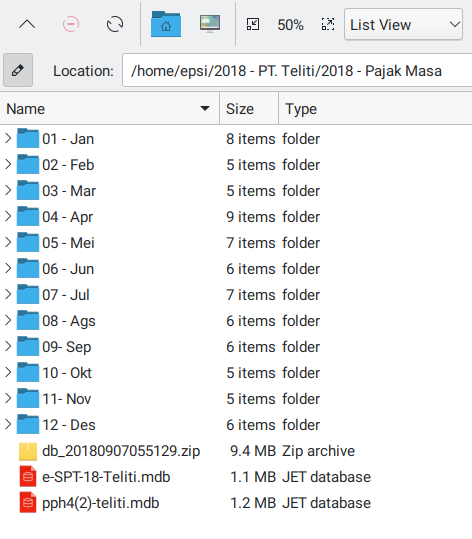 50% List View
Location: /home/epsi/2018 - PT. Teliti/2018 - Pajak Masa
Name Size Type
01 - Jan 8 items folder
02 - Feb 5 items folder
03 - Mar 5 items folder
04 - Apr 9 items folder
05 - Mei 7 items folder
06 - Jun 6 items folder
07 - Jul 7 items folder
08 - Ags 6 items folder
09- Sep 6 items folder
10 - Okt 5 items folder
11- Nov 5 items folder
12 - Des 6 items folder
db_20180907055129.zip 9.4 MB Zip archive
e-SPT-18-Teliti.mdb 1.1 MB JET database
pph4(2)-teliti.mdb 1.2 MB JET database